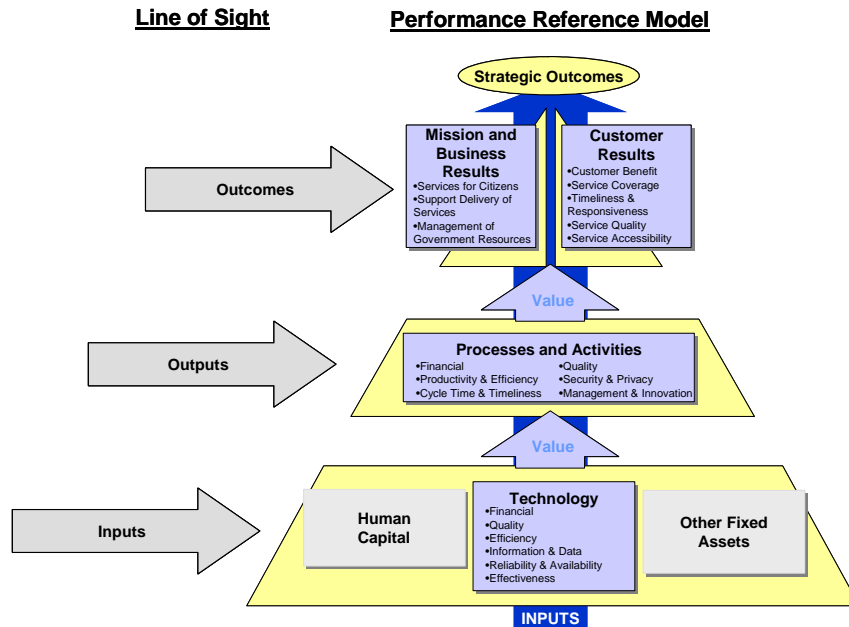 Line of Sight
Performance Reference Model
Strategic Outcomes
Outcomes
Mission and
Business
Results
•Services for Citizens
•Support Delivery of
Services
•Management of
Government Resources
Customer
Results
•Customer Benefit
•Service Coverage
•Timeliness &
Responsiveness
•Service Quality
•Service Accessibility
Value
Outputs
Processes and Activities
•Financial
•Productivity & Efficiency
•Cycle Time & Timeliness
•Quality
•Security & Privacy
•Management & Innovation
Value
Inputs
Human
Capital
Technology
•Financial
•Quality
•Efficiency
•Information & Data
•Reliability & Availability
•Effectiveness
Other Fixed
Assets
INPUTS